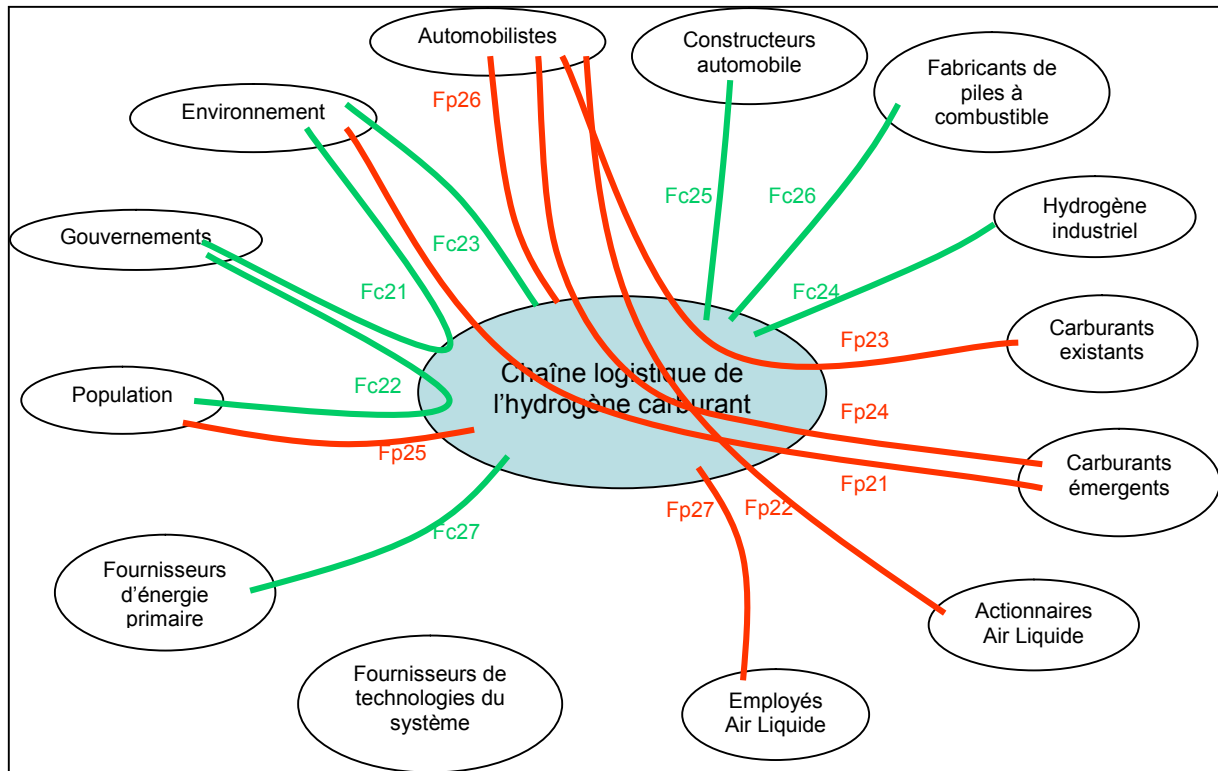 Automobilistes
Constructeurs
automobile
Fabricants de
piles à
combustible
Fp26
Environnement
Fc25
Fc26
Hydrogène
industriel
Gouvernements
Fc23
Fc21
Fc24
Carburants
existants
Fp23
Chaîne logistique de
l'hydrogène carburant
Population
Fc22
Fp24
Fp25
Fp21
Carburants
émergents
Fp27
Fp22
Fc27
Fournisseurs
d'énergie
primaire
Actionnaires
Air Liquide
Fournisseurs de
technologies du
système
Employés
Air Liquide